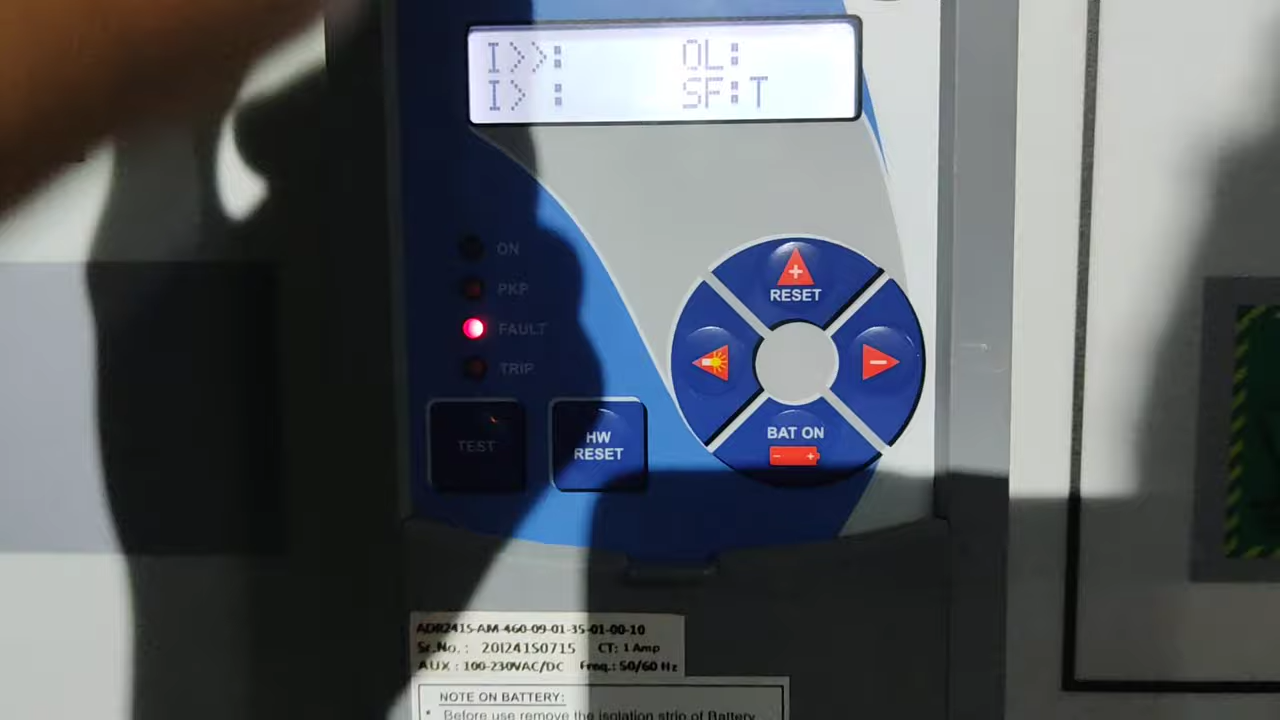 I>>: OL:
I> : SF:T
ON
PKP
FAULT
TRIP
RESET
TEST
HW
RESET
BAT ON
ADR241S-AM-460-09-01-35-01-00-10
Sr.No.: 20I241S0715 CT: 1 Amp
AUX : 100-230VAC/DC Freq.: 50/60 Hz
NOTE ON BATTERY:
* Before use remove the isolation strip of Battery